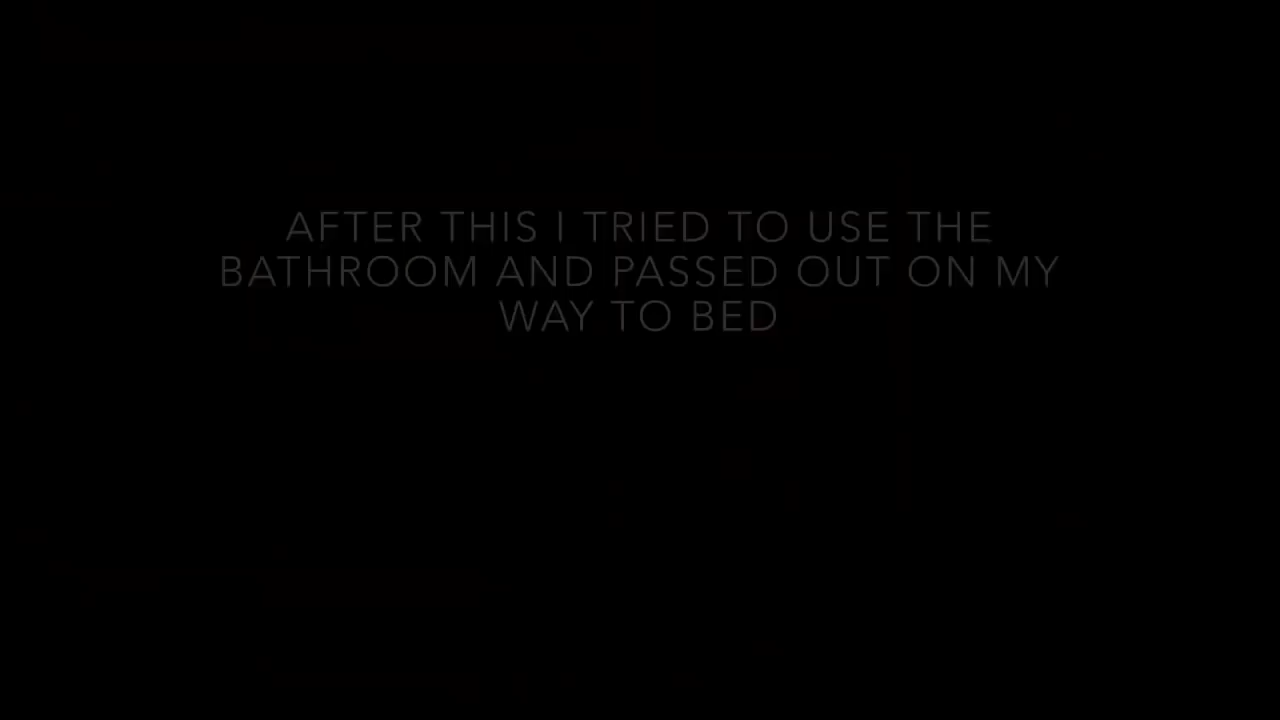 AFTER THIS I TRIED TO USE THE
BATHROOM AND PASSED OUT ON MY
WAY TO BED